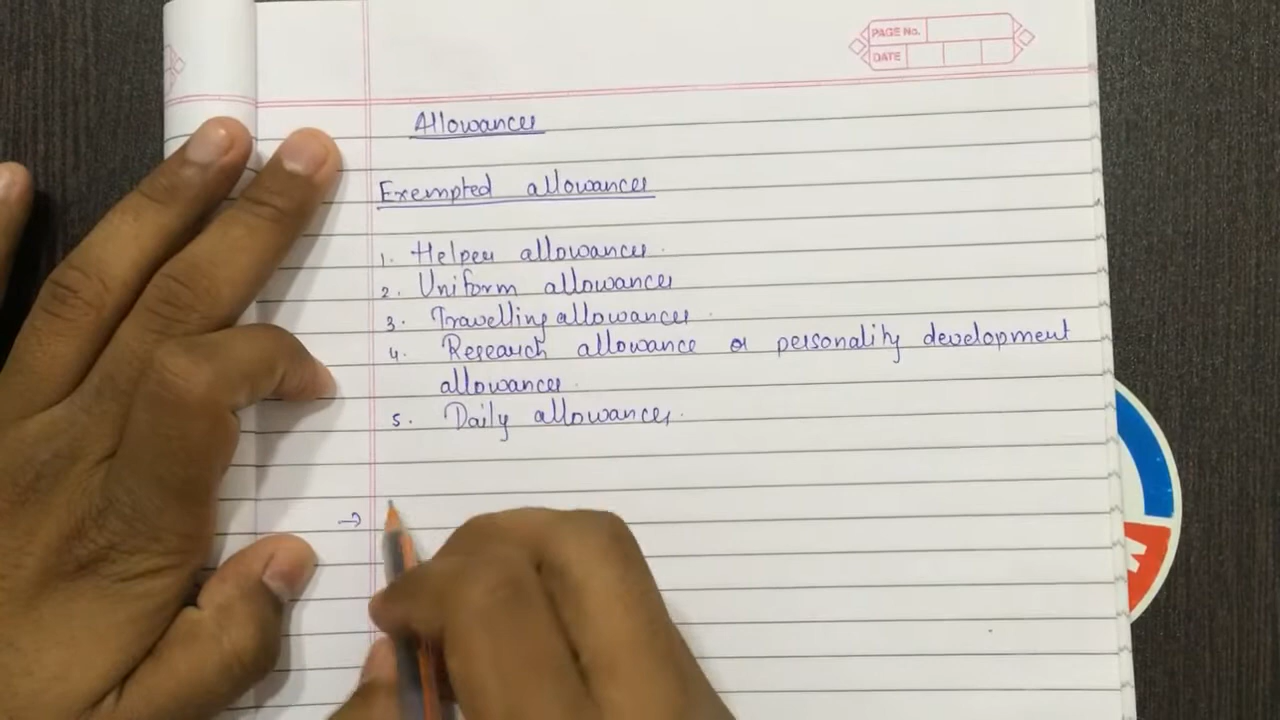 PAGE No.
DATE
Allowances
Exempted allowances
1. Helper allowances.
2. Uniform allowances
3. Travelling allowances.
4. Research allowance or personality development
allowances.
5. Daily allowances.
→